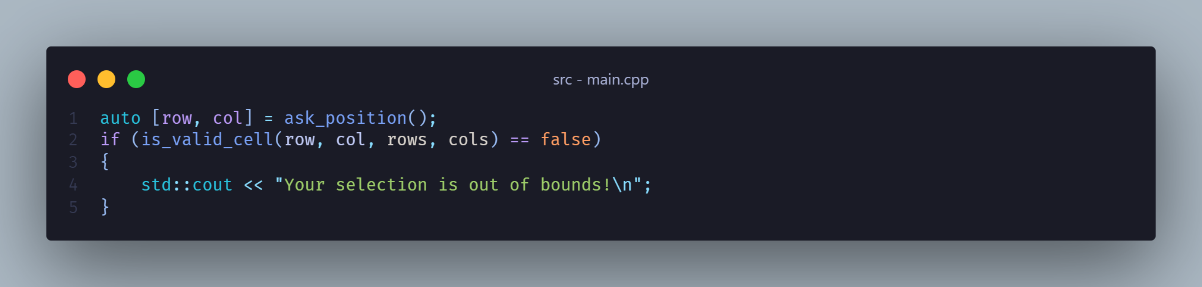 src - main.cpp
1 auto [row, col] = ask_position();
2 if (is_valid_cell(row, col, rows, cols) == false)
3 {
4     std::cout << "Your selection is out of bounds!\n";
5 }